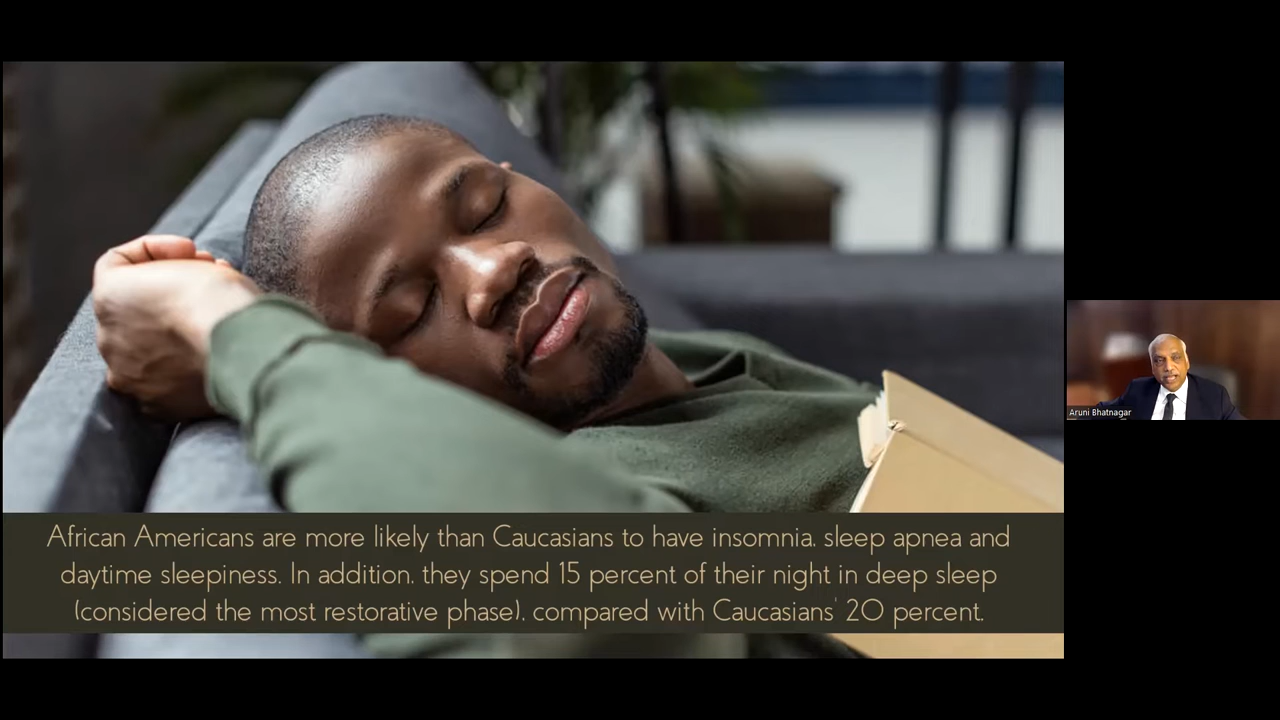 African Americans are more likely than Caucasians to have insomnia, sleep apnea and
daytime sleepiness. In addition, they spend 15 percent of their night in deep sleep
(considered the most restorative phase), compared with Caucasians' 20 percent.
Aruni Bhatnagar